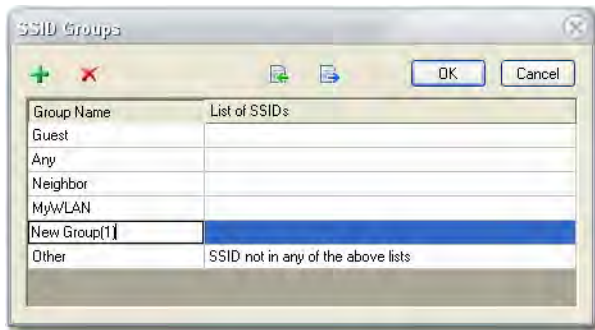 SSID Groups
OK Cancel
Group Name List of SSIDs
Guest
Any
Neighbor
MyWLAN
New Group(1)
Other SSID not in any of the above lists